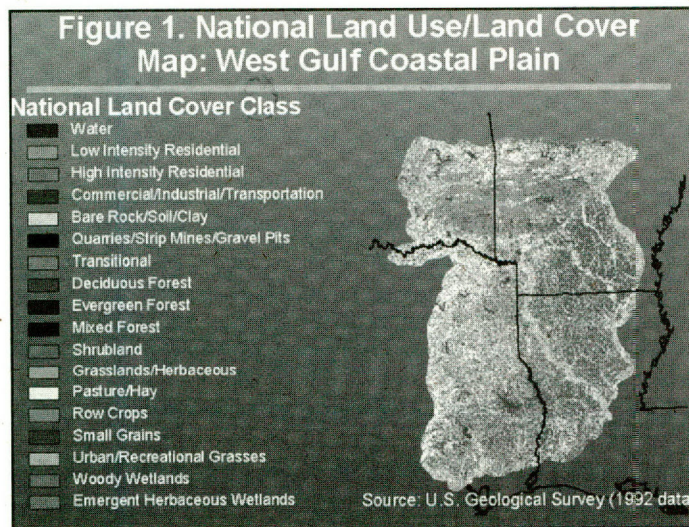 Figure 1. National Land Use/Land Cover
Map: West Gulf Coastal Plain
National Land Cover Class
Water
Low Intensity Residential
High Intensity Residential
Commercial/Industrial/Transportation
Bare Rock/Soil/Clay
Quarries/Strip Mines/Gravel Pits
Transitional
Deciduous Forest
Evergreen Forest
Mixed Forest
Shrubland
Grasslands/Herbaceous
Pasture/Hay
Row Crops
Small Grains
Urban/Recreational Grasses
Woody Wetlands
Emergent Herbaceous Wetlands
Source: U.S. Geological Survey (1992 data